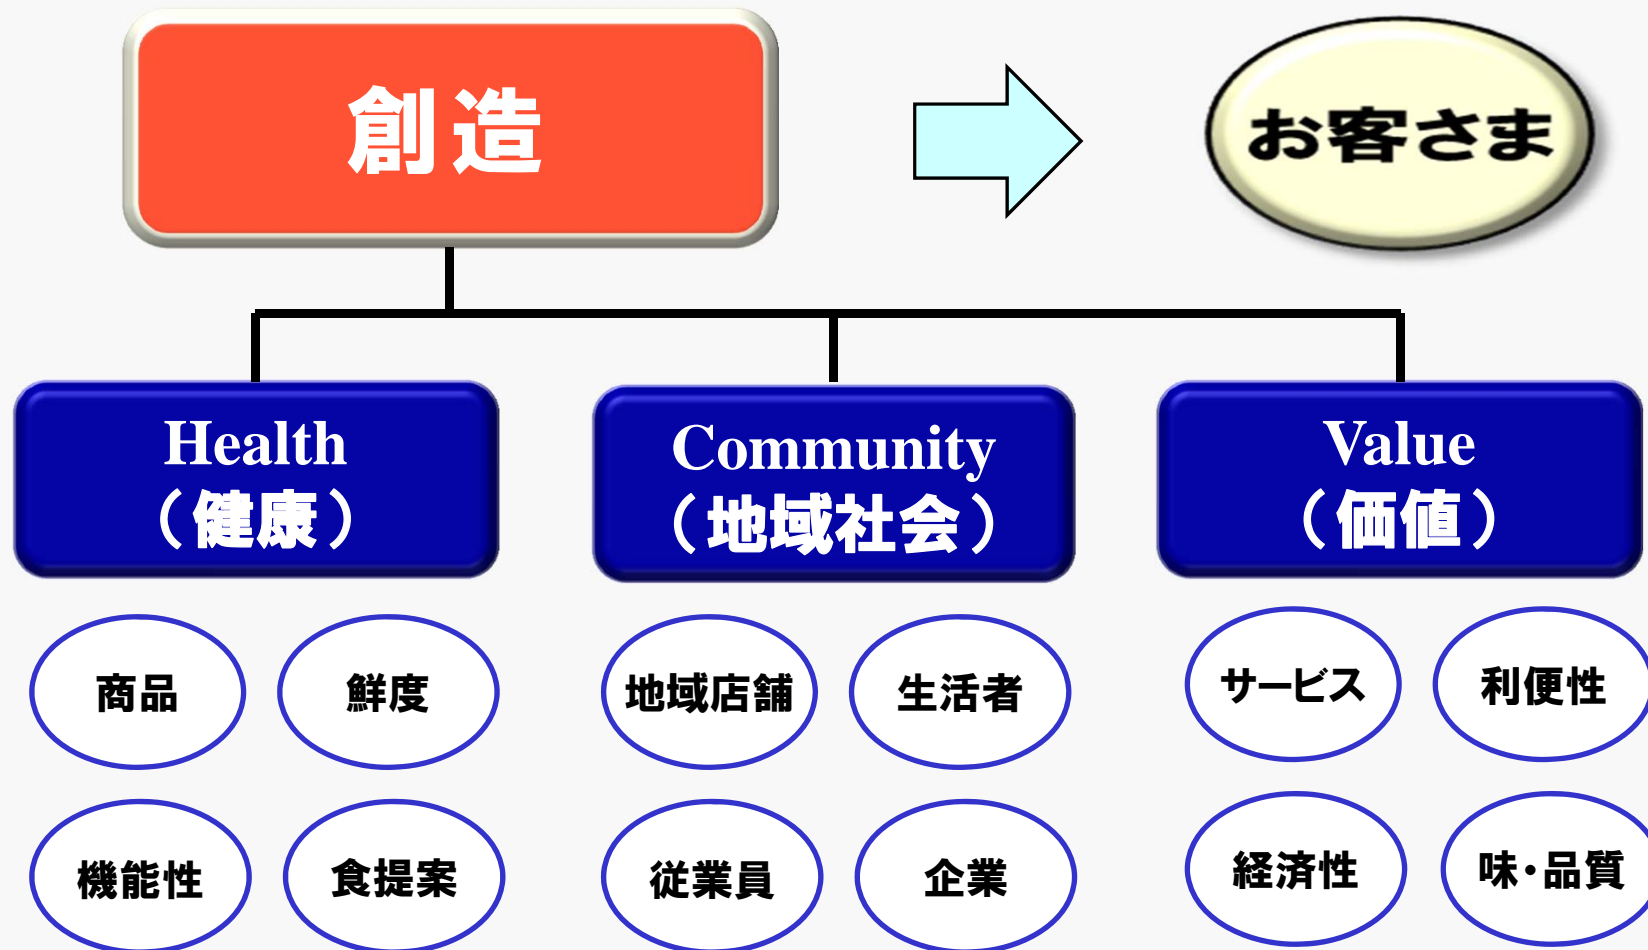 創造
お客さま
Health
（健康）
Community
（地域社会）
Value
（価値）
商品
鮮度
地域店舗
生活者
サービス
利便性
機能性
食提案
従業員
企業
経済性
味・品質